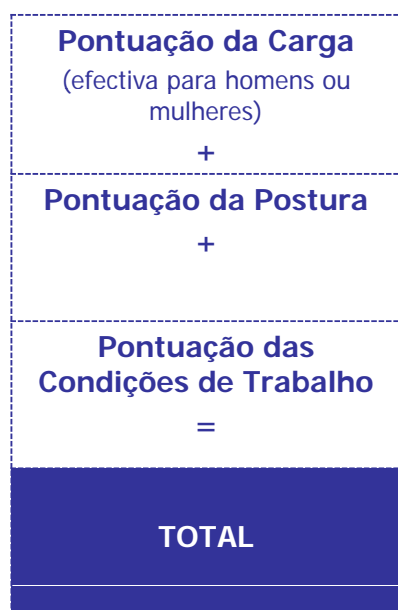 Pontuação da Carga
(efectiva para homens ou
mulheres)
+
Pontuação da Postura
+
Pontuação das
Condições de Trabalho
=
TOTAL